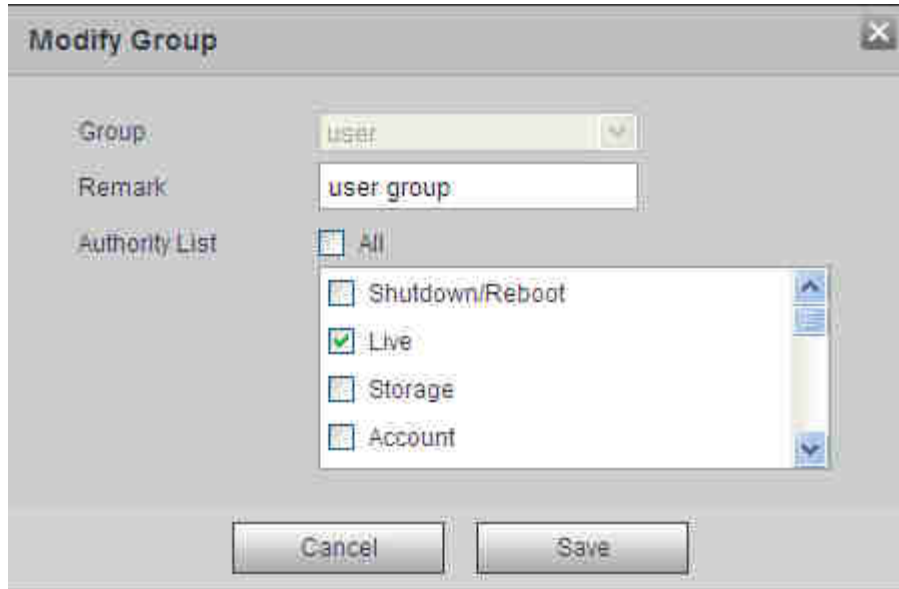 Modify Group
Group user
Remark user group
Authority List All
Shutdown/Reboot
Live
Storage
Account
Cancel Save